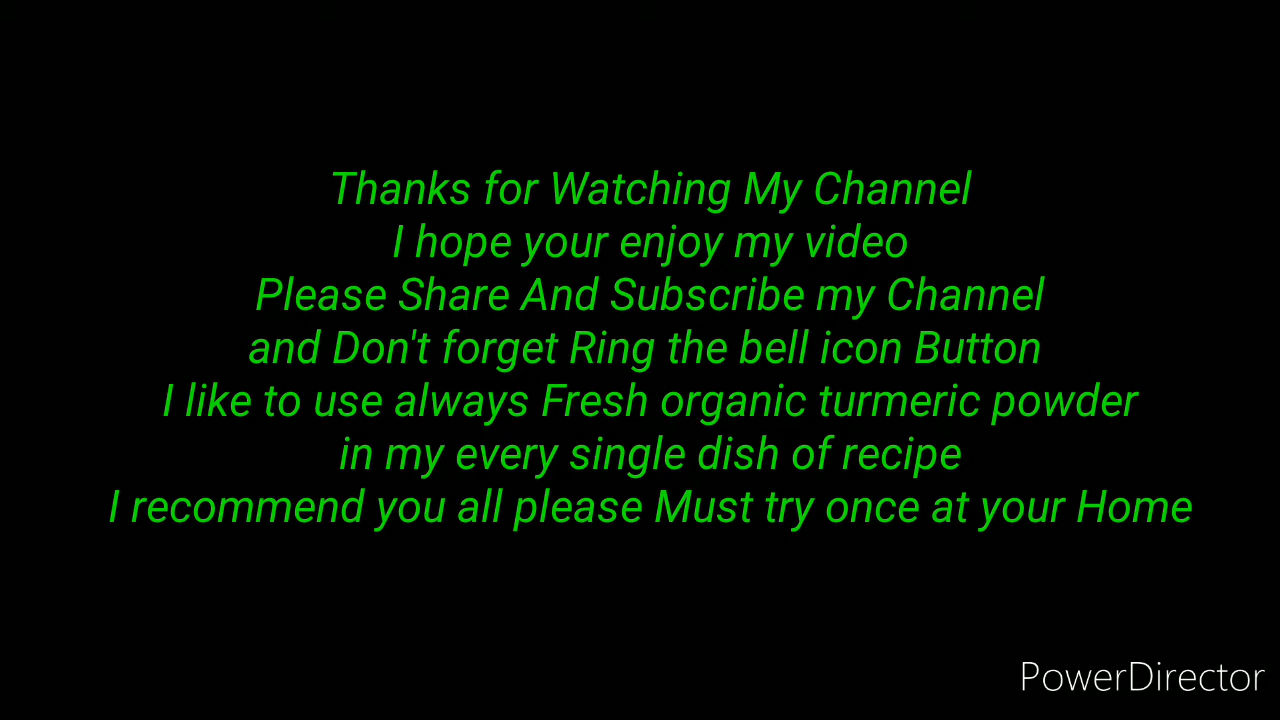 Thanks for Watching My Channel
I hope your enjoy my video
Please Share And Subscribe my Channel
and Don't forget Ring the bell icon Button
I like to use always Fresh organic turmeric powder
in my every single dish of recipe
I recommend you all please Must try once at your Home
PowerDirector